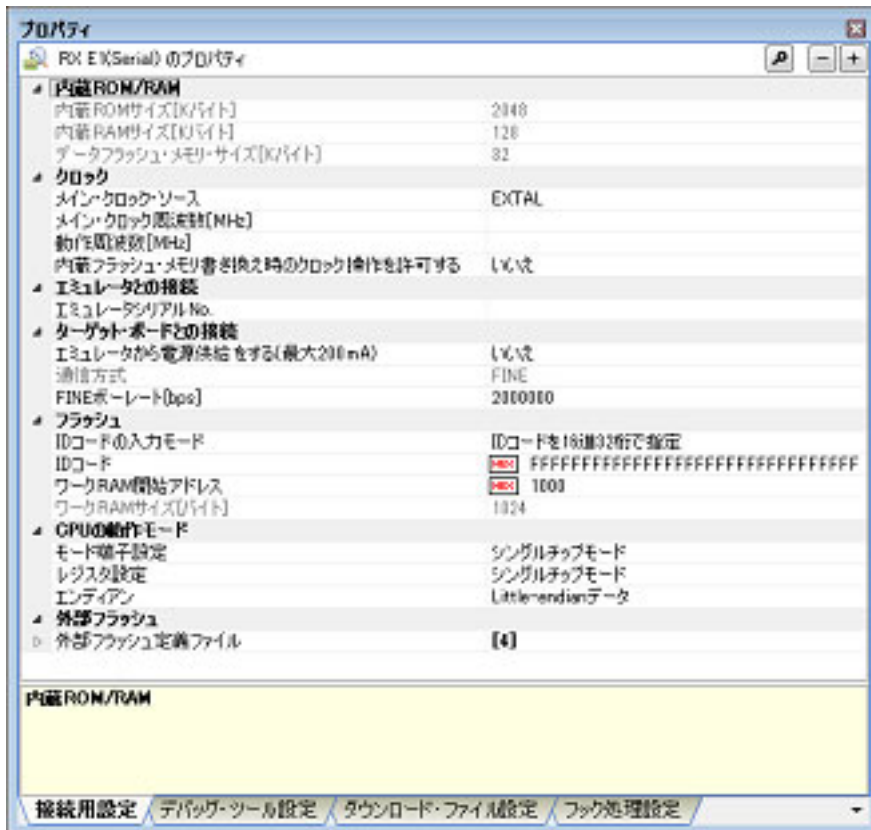 プロパティ
RX E1(Serial) のプロパティ
内蔵ROM/RAM
内蔵ROMサイズ[Kバイト] 2048
内蔵RAMサイズ[Kバイト] 128
データフラッシュ・メモリ・サイズ[Kバイト] 32
クロック
メイン・クロック・ソース EXTAL
メイン・クロック周波数[MHz]
動作周波数[MHz]
内蔵フラッシュ・メモリ書き換え時のクロック操作を許可する いいえ
エミュレータとの接続
エミュレータシリアルNo.
ターゲット・ボードとの接続
エミュレータから電源供給をする(最大200mA) いいえ
通信方式 FINE
FINEボーレート[bps] 2000000
フラッシュ
IDコードの入力モード IDコードを16進32桁で指定
IDコード HEX FFFFFFFFFFFFFFFFFFFFFFFFFFFFFFFF
ワークRAM開始アドレス HEX 1000
ワークRAMサイズ[バイト] 1024
CPUの動作モード
モード端子設定 シングルチップモード
レジスタ設定 シングルチップモード
エンディアン Little-endianデータ
外部フラッシュ
外部フラッシュ定義ファイル [4]
内蔵ROM/RAM
接続用設定 デバッグ・ツール設定 ダウンロード・ファイル設定 フック処理設定